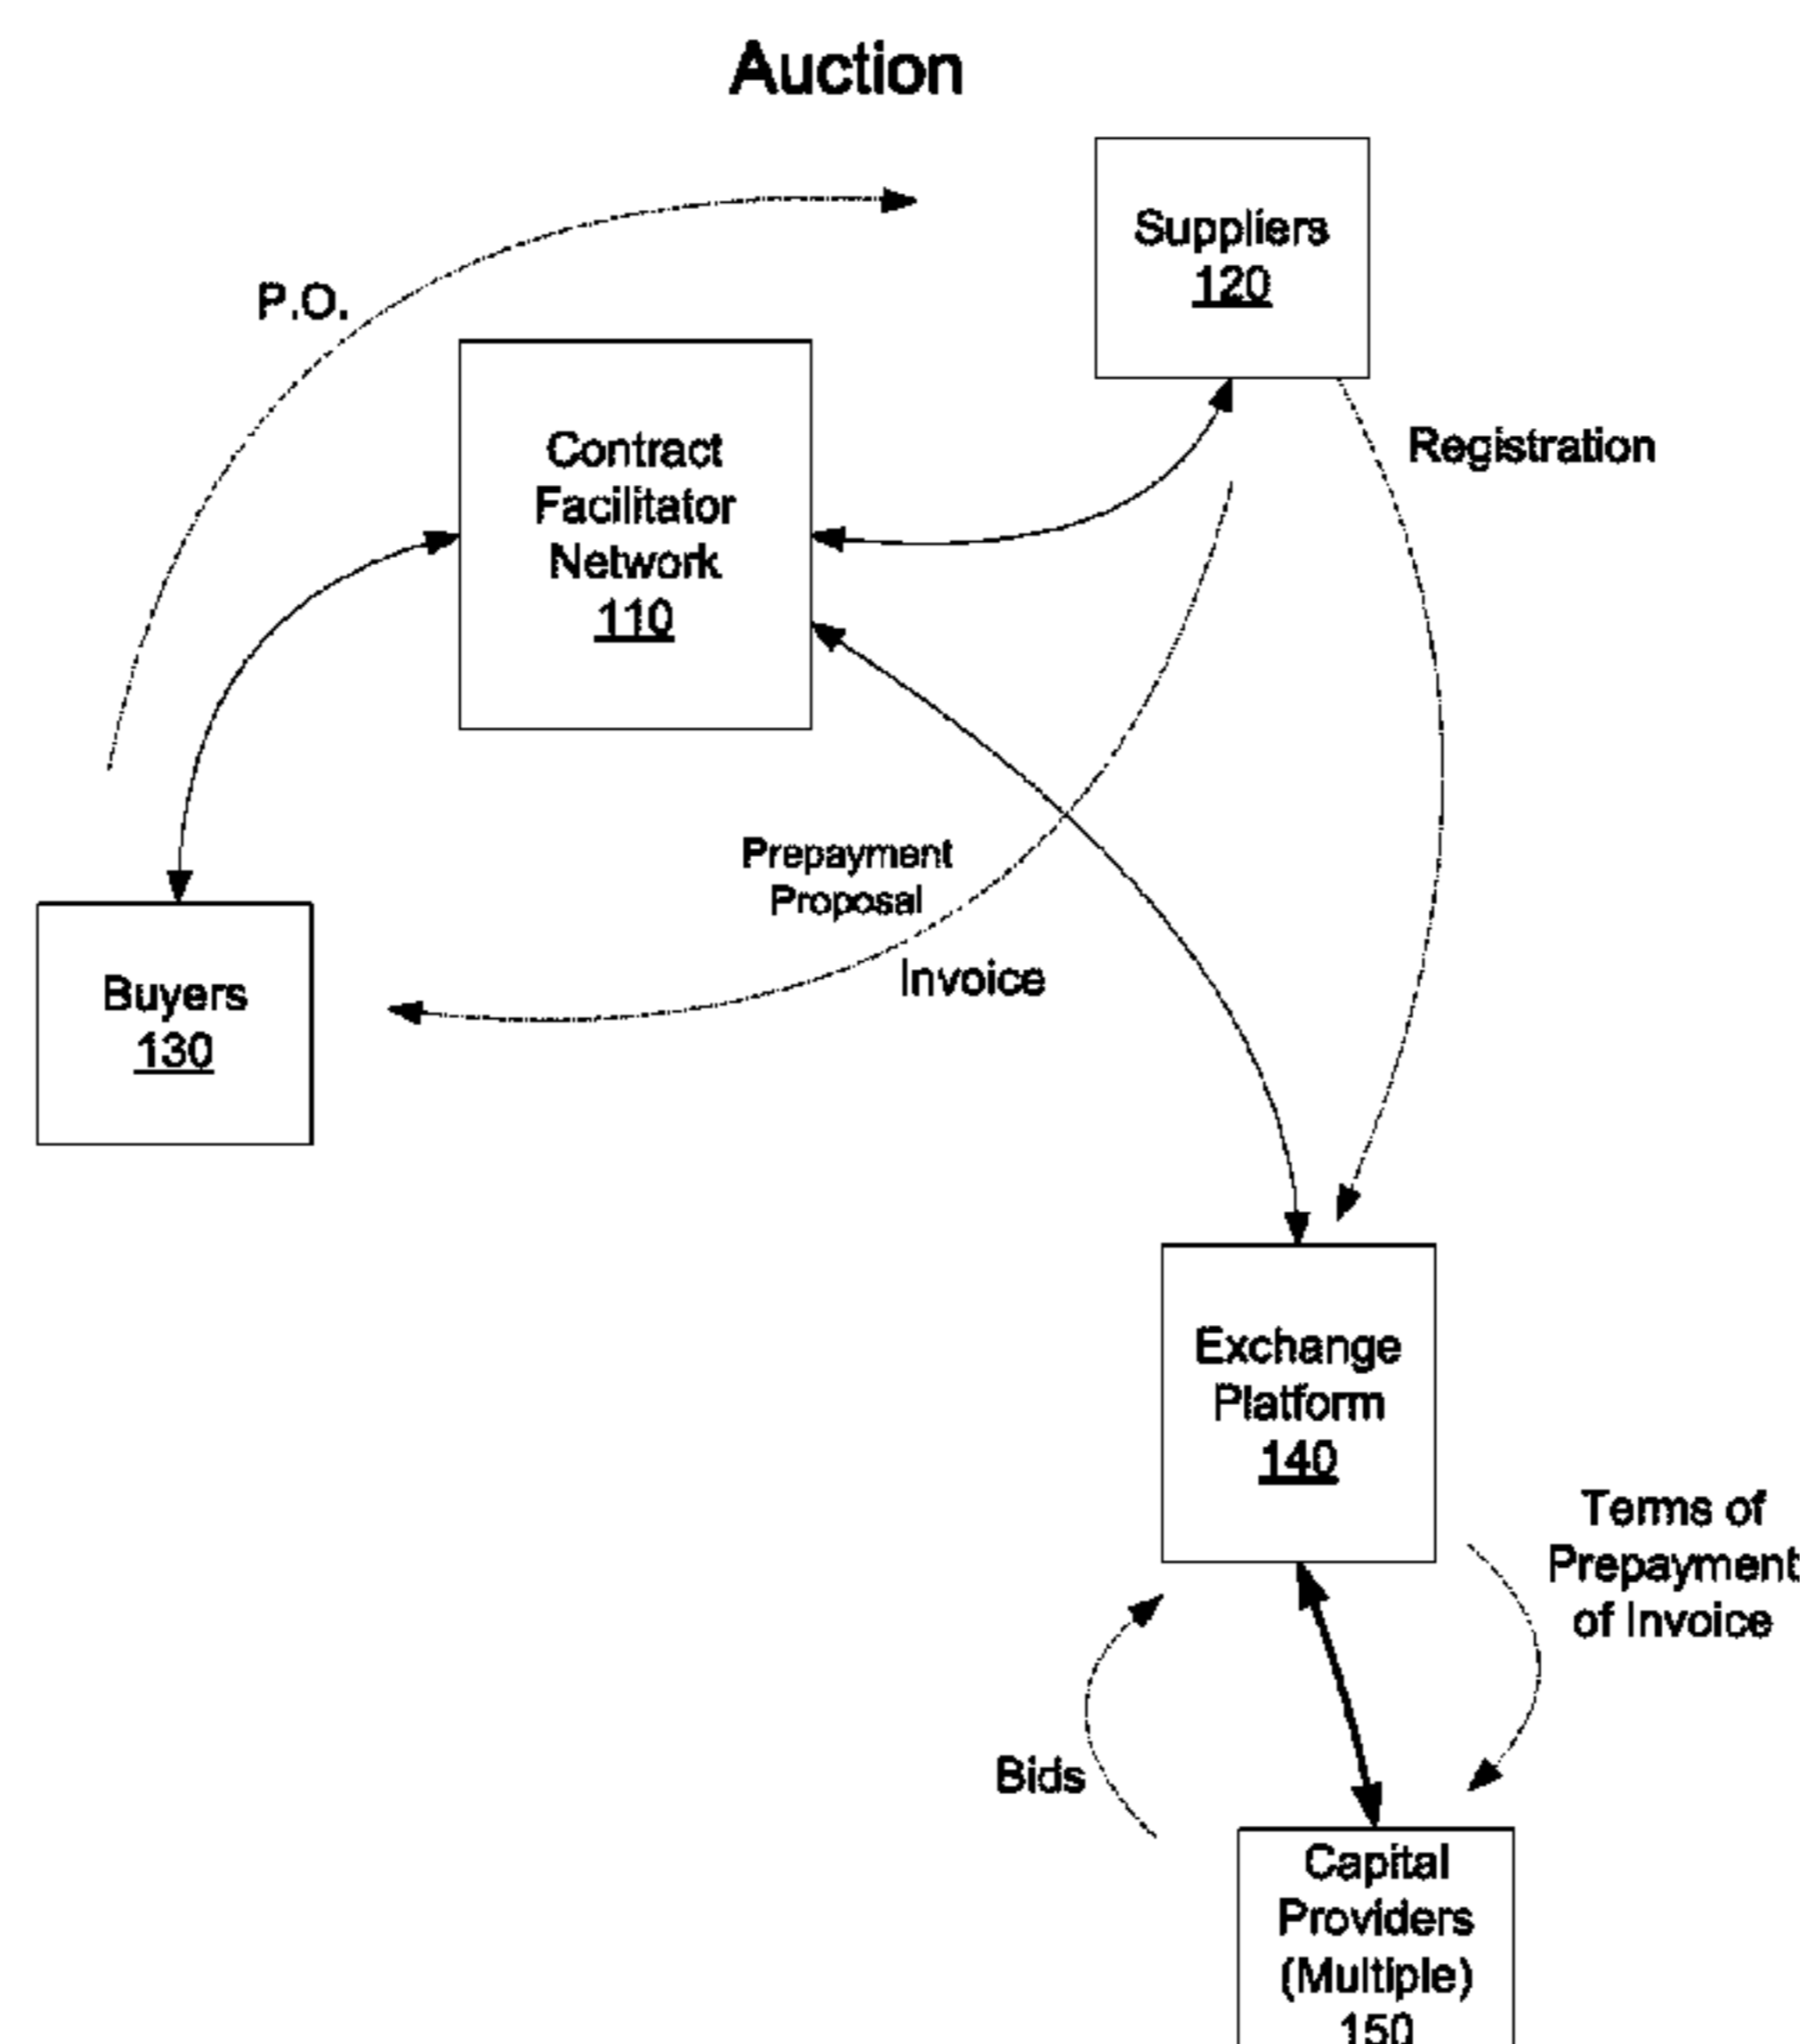 Auction
Suppliers
120
P.O.
Registration
Contract
Facilitator
Network
110
Prepayment
Proposal
Invoice
Buyers
130
Exchange
Platform
140
Terms of
Prepayment
of Invoice
Bids
Capital
Providers
(Multiple)
150